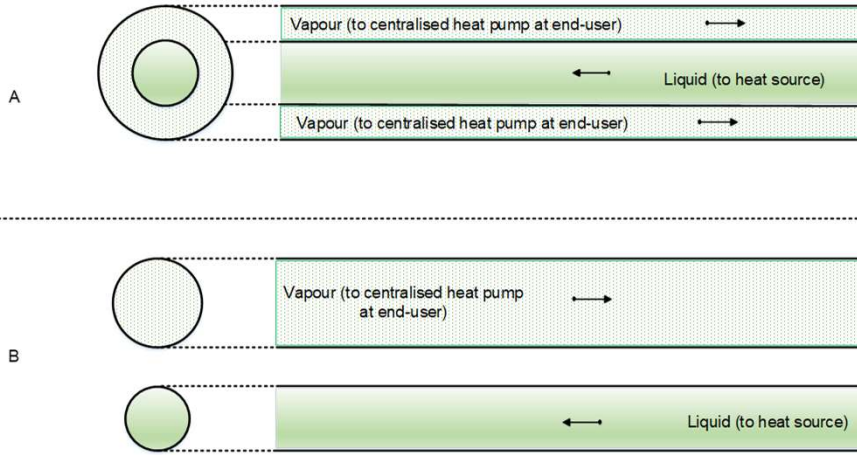 Vapour (to centralised heat pump at end-user)
A
Liquid (to heat source)
Vapour (to centralised heat pump at end-user)
Vapour (to centralised heat pump
at end-user)
B
Liquid (to heat source)